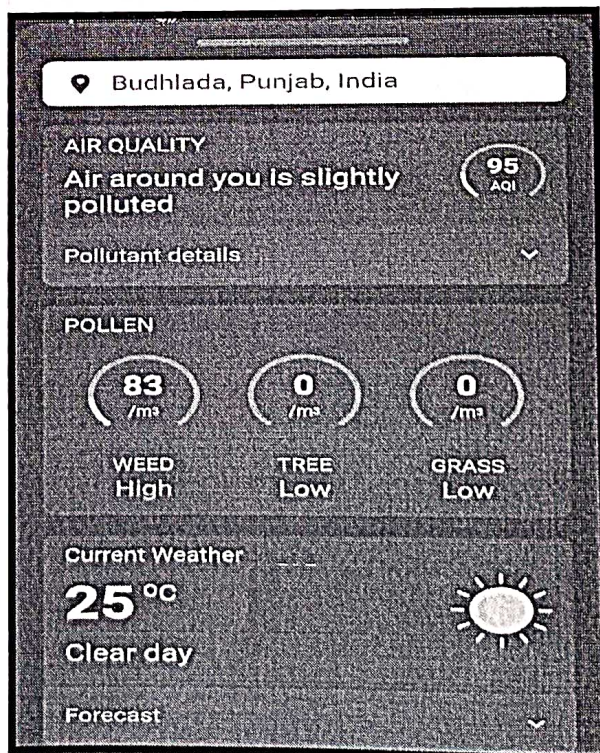 Budhlada, Punjab, India
AIR QUALITY
Air around you is slightly
polluted
95
AQI
Pollutant details
POLLEN
83
/m³
0
/m³
0
/m³
WEED
High
TREE
Low
GRASS
Low
Current Weather
25 °C
Clear day
Forecast